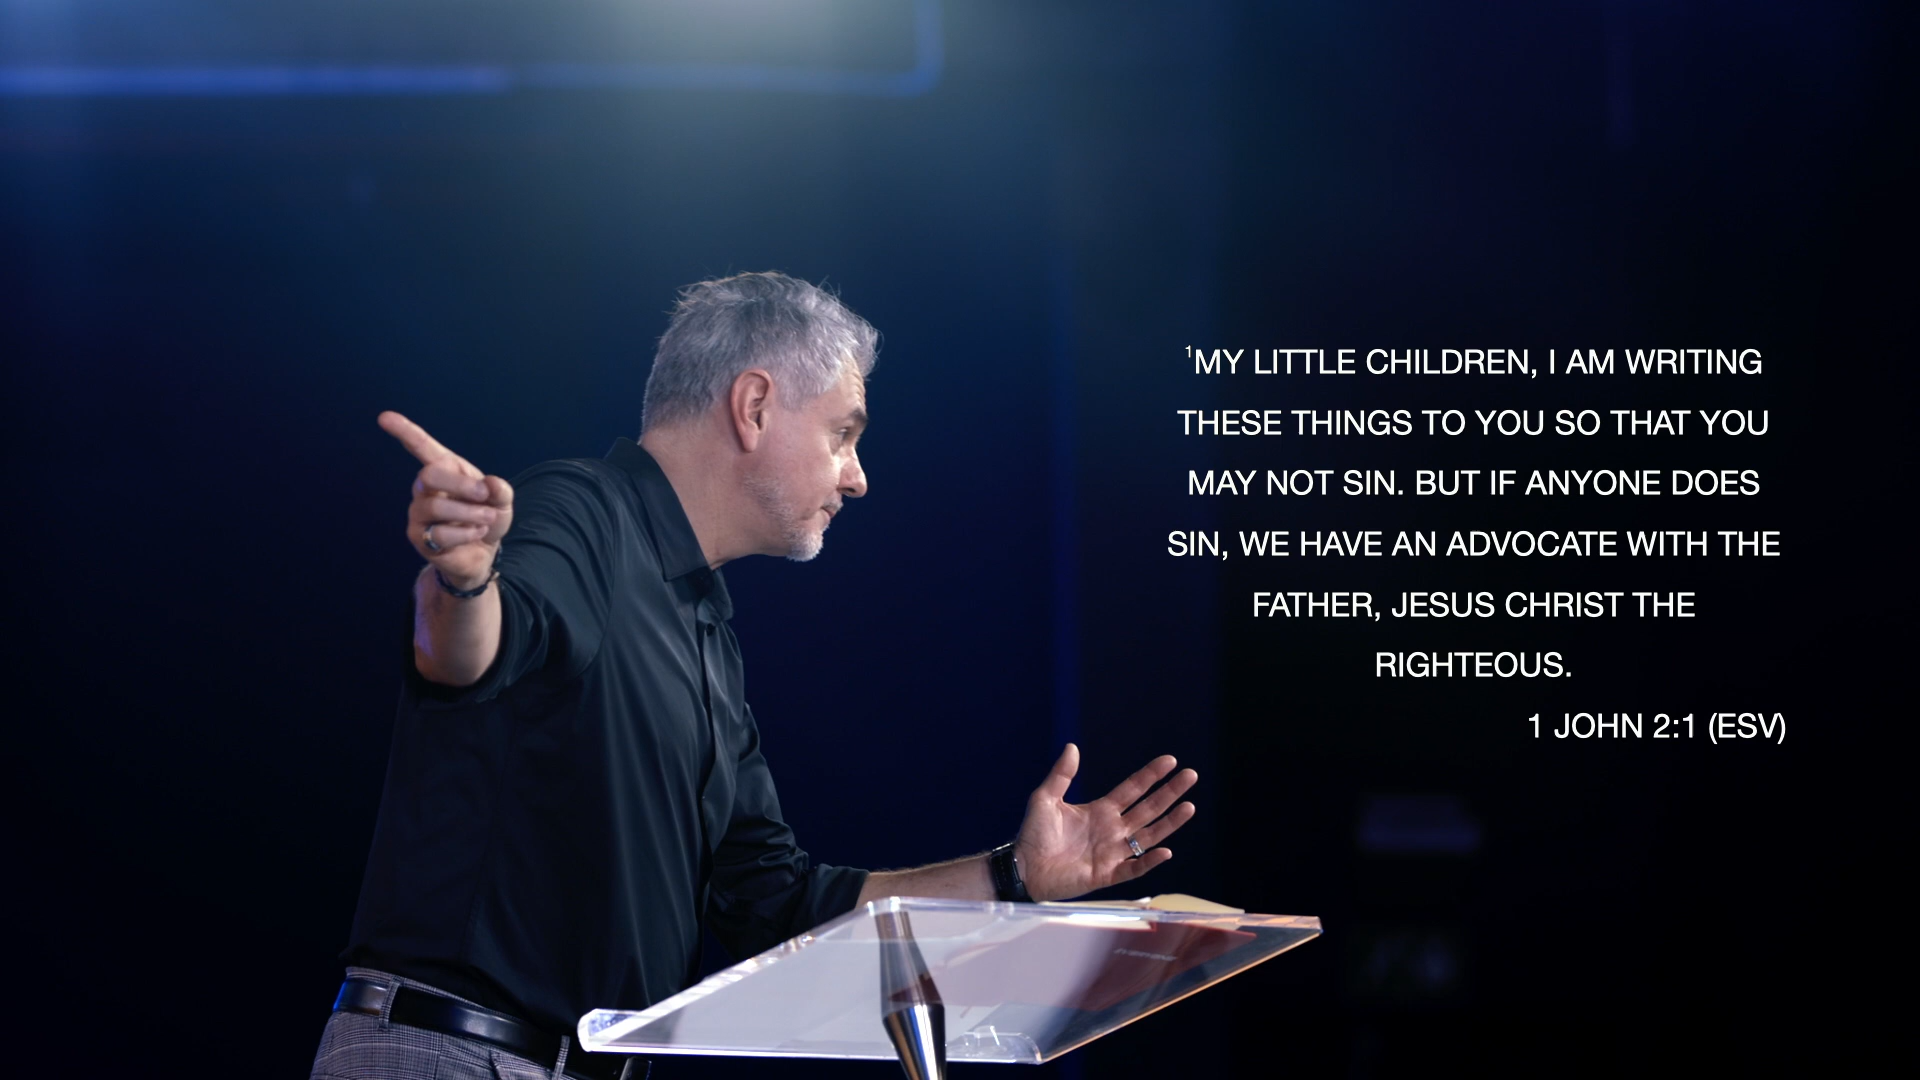 ¹MY LITTLE CHILDREN, I AM WRITING
THESE THINGS TO YOU SO THAT YOU
MAY NOT SIN. BUT IF ANYONE DOES
SIN, WE HAVE AN ADVOCATE WITH THE
FATHER, JESUS CHRIST THE
RIGHTEOUS.
1 JOHN 2:1 (ESV)